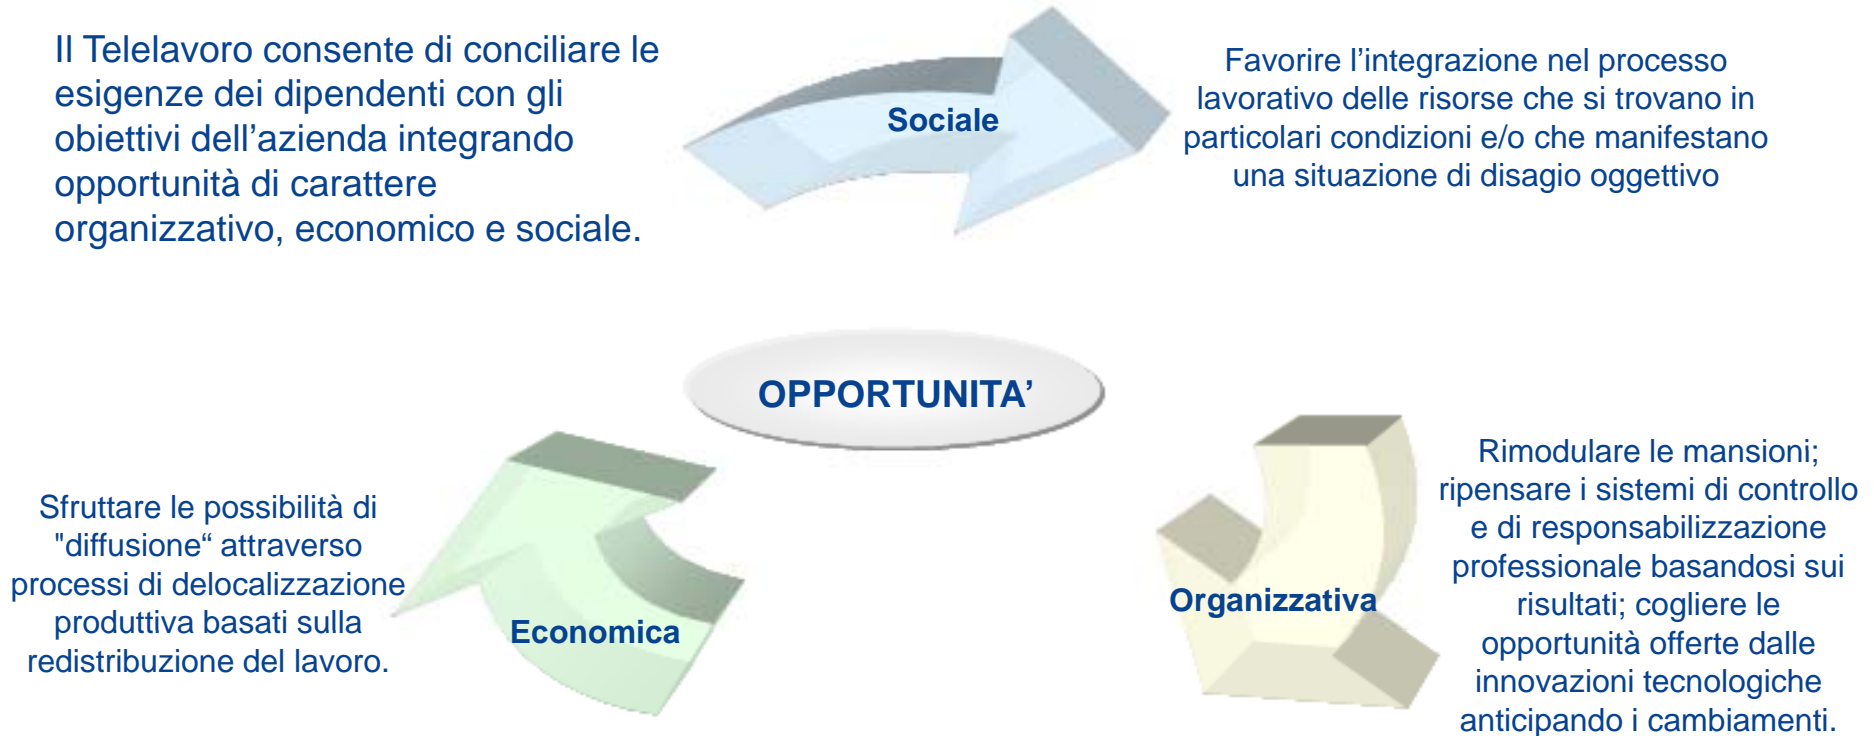 Il Telelavoro consente di conciliare le
esigenze dei dipendenti con gli
obiettivi dell’azienda integrando
opportunità di carattere
organizzativo, economico e sociale.
Sociale
Favorire l’integrazione nel processo
lavorativo delle risorse che si trovano in
particolari condizioni e/o che manifestano
una situazione di disagio oggettivo
OPPORTUNITA’
Sfruttare le possibilità di
"diffusione“ attraverso
processi di delocalizzazione
produttiva basati sulla
redistribuzione del lavoro.
Economica
Organizzativa
Rimodulare le mansioni;
ripensare i sistemi di controllo
e di responsabilizzazione
professionale basandosi sui
risultati; cogliere le
opportunità offerte dalle
innovazioni tecnologiche
anticipando i cambiamenti.